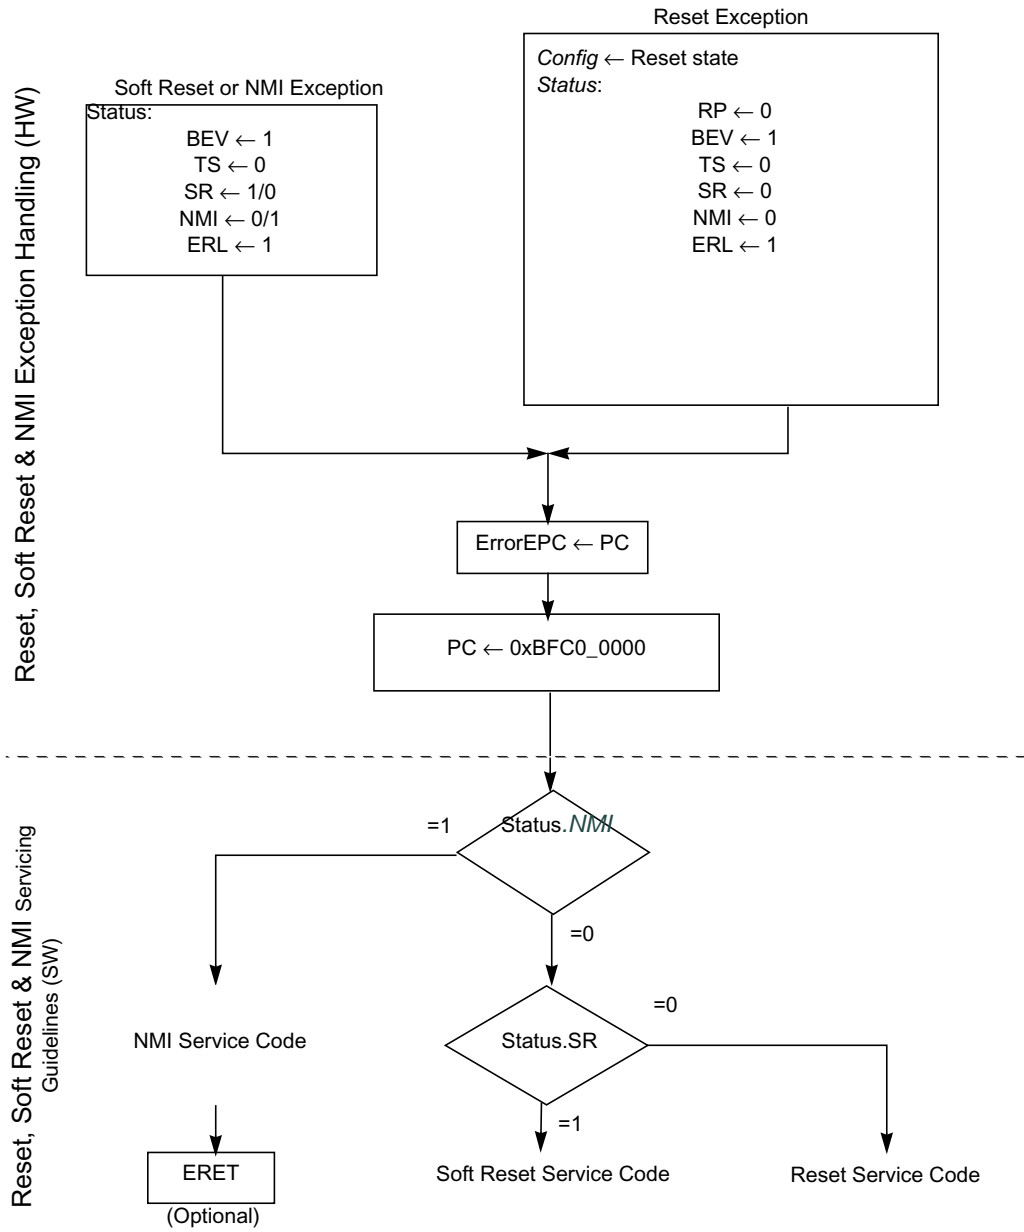 Reset Exception
Config ← Reset state
Status:
RP ← 0
BEV ← 1
TS ← 0
SR ← 0
NMI ← 0
ERL ← 1
Soft Reset or NMI Exception
Status:
BEV ← 1
TS ← 0
SR ← 1/0
NMI ← 0/1
ERL ← 1
Reset, Soft Reset & NMI Exception Handling (HW)
ErrorEPC ← PC
PC ← 0xBFC0_0000
Status.NMI
=1
=0
Status.SR
=0
=1
NMI Service Code
ERET
(Optional)
Soft Reset Service Code
Reset Service Code
Reset, Soft Reset & NMI Servicing
Guidelines (SW)